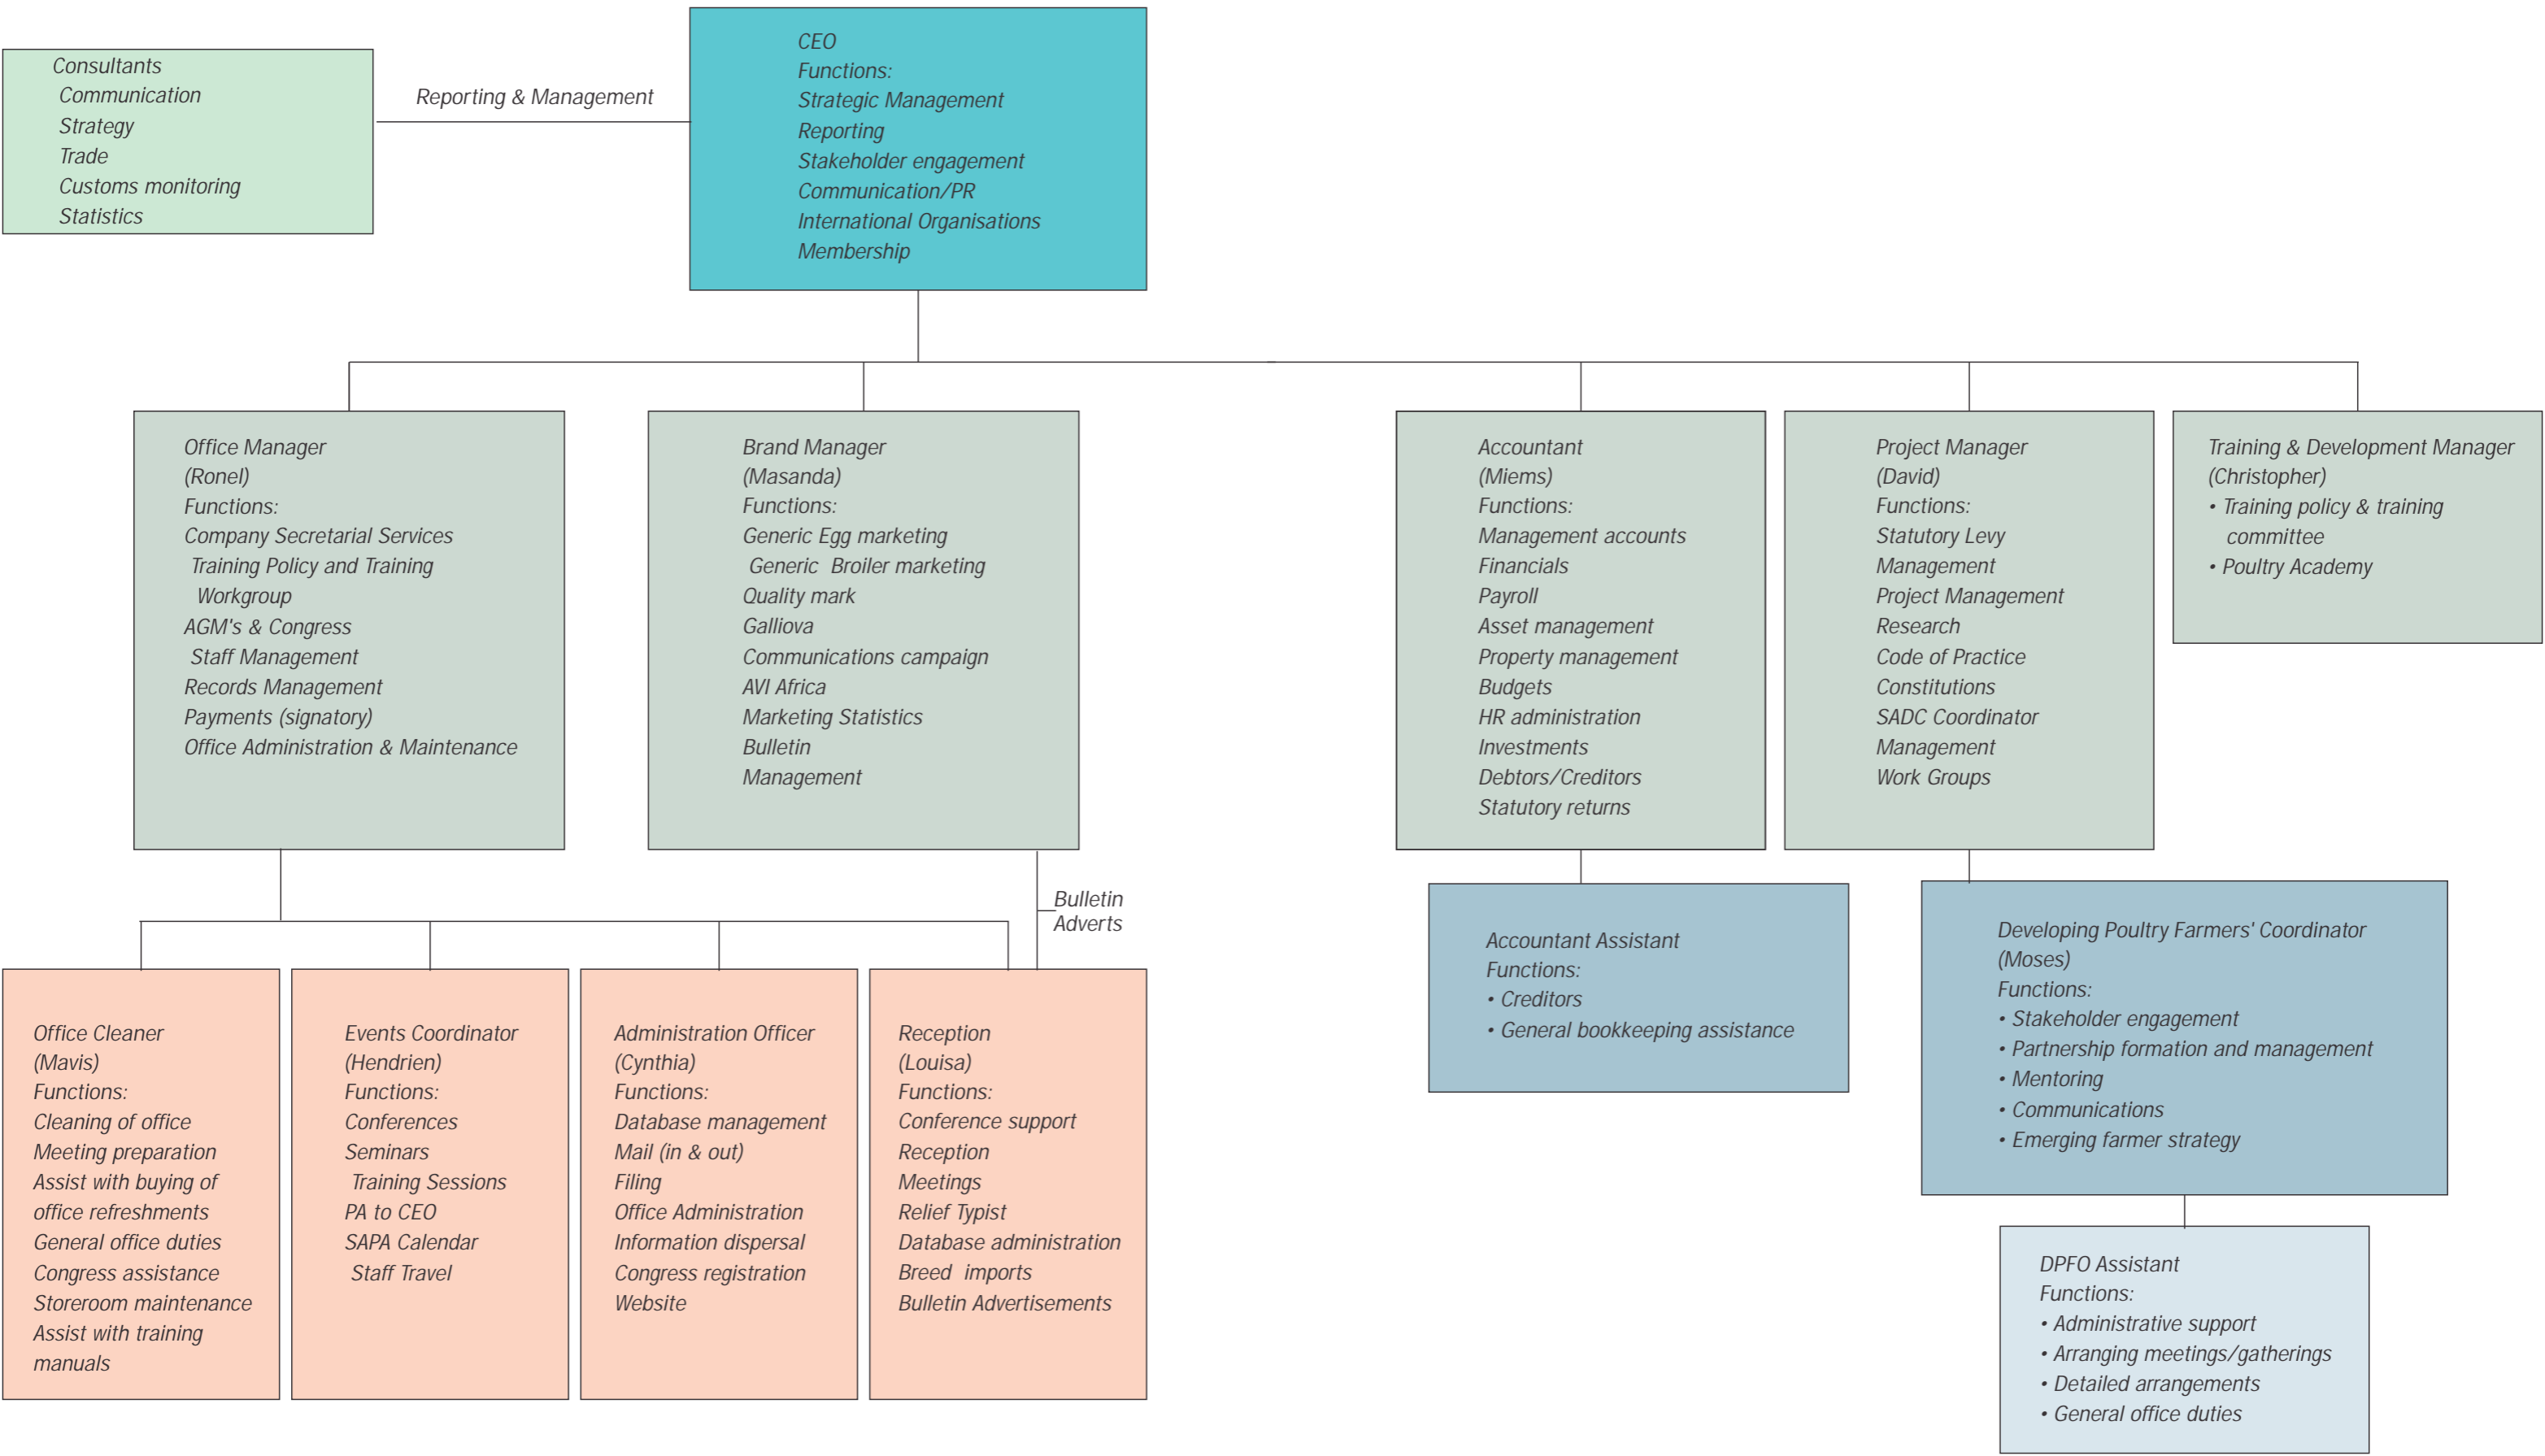 Consultants
Communication
Strategy
Trade
Customs monitoring
Statistics
Reporting & Management
CEO
Functions:
Strategic Management
Reporting
Stakeholder engagement
Communication/PR
International Organisations
Membership
Office Manager
(Ronel)
Functions:
Company Secretarial Services
Training Policy and Training
Workgroup
AGM's & Congress
Staff Management
Records Management
Payments (signatory)
Office Administration & Maintenance
Brand Manager
(Masanda)
Functions:
Generic Egg marketing
Generic Broiler marketing
Quality mark
Galliova
Communications campaign
AVI Africa
Marketing Statistics
Bulletin
Management
Accountant
(Miems)
Functions:
Management accounts
Financials
Payroll
Asset management
Property management
Budgets
HR administration
Investments
Debtors/Creditors
Statutory returns
Project Manager
(David)
Functions:
Statutory Levy
Management
Project Management
Research
Code of Practice
Constitutions
SADC Coordinator
Management
Work Groups
Training & Development Manager
(Christopher)
• Training policy & training
committee
• Poultry Academy
Bulletin
Adverts
Office Cleaner
(Mavis)
Functions:
Cleaning of office
Meeting preparation
Assist with buying of
office refreshments
General office duties
Congress assistance
Storeroom maintenance
Assist with training
manuals
Events Coordinator
(Hendrien)
Functions:
Conferences
Seminars
Training Sessions
PA to CEO
SAPA Calendar
Staff Travel
Administration Officer
(Cynthia)
Functions:
Database management
Mail (in & out)
Filing
Office Administration
Information dispersal
Congress registration
Website
Reception
(Louisa)
Functions:
Conference support
Reception
Meetings
Relief Typist
Database administration
Breed imports
Bulletin Advertisements
Accountant Assistant
Functions:
• Creditors
• General bookkeeping assistance
Developing Poultry Farmers' Coordinator
(Moses)
Functions:
• Stakeholder engagement
• Partnership formation and management
• Mentoring
• Communications
• Emerging farmer strategy
DPFO Assistant
Functions:
• Administrative support
• Arranging meetings/gatherings
• Detailed arrangements
• General office duties